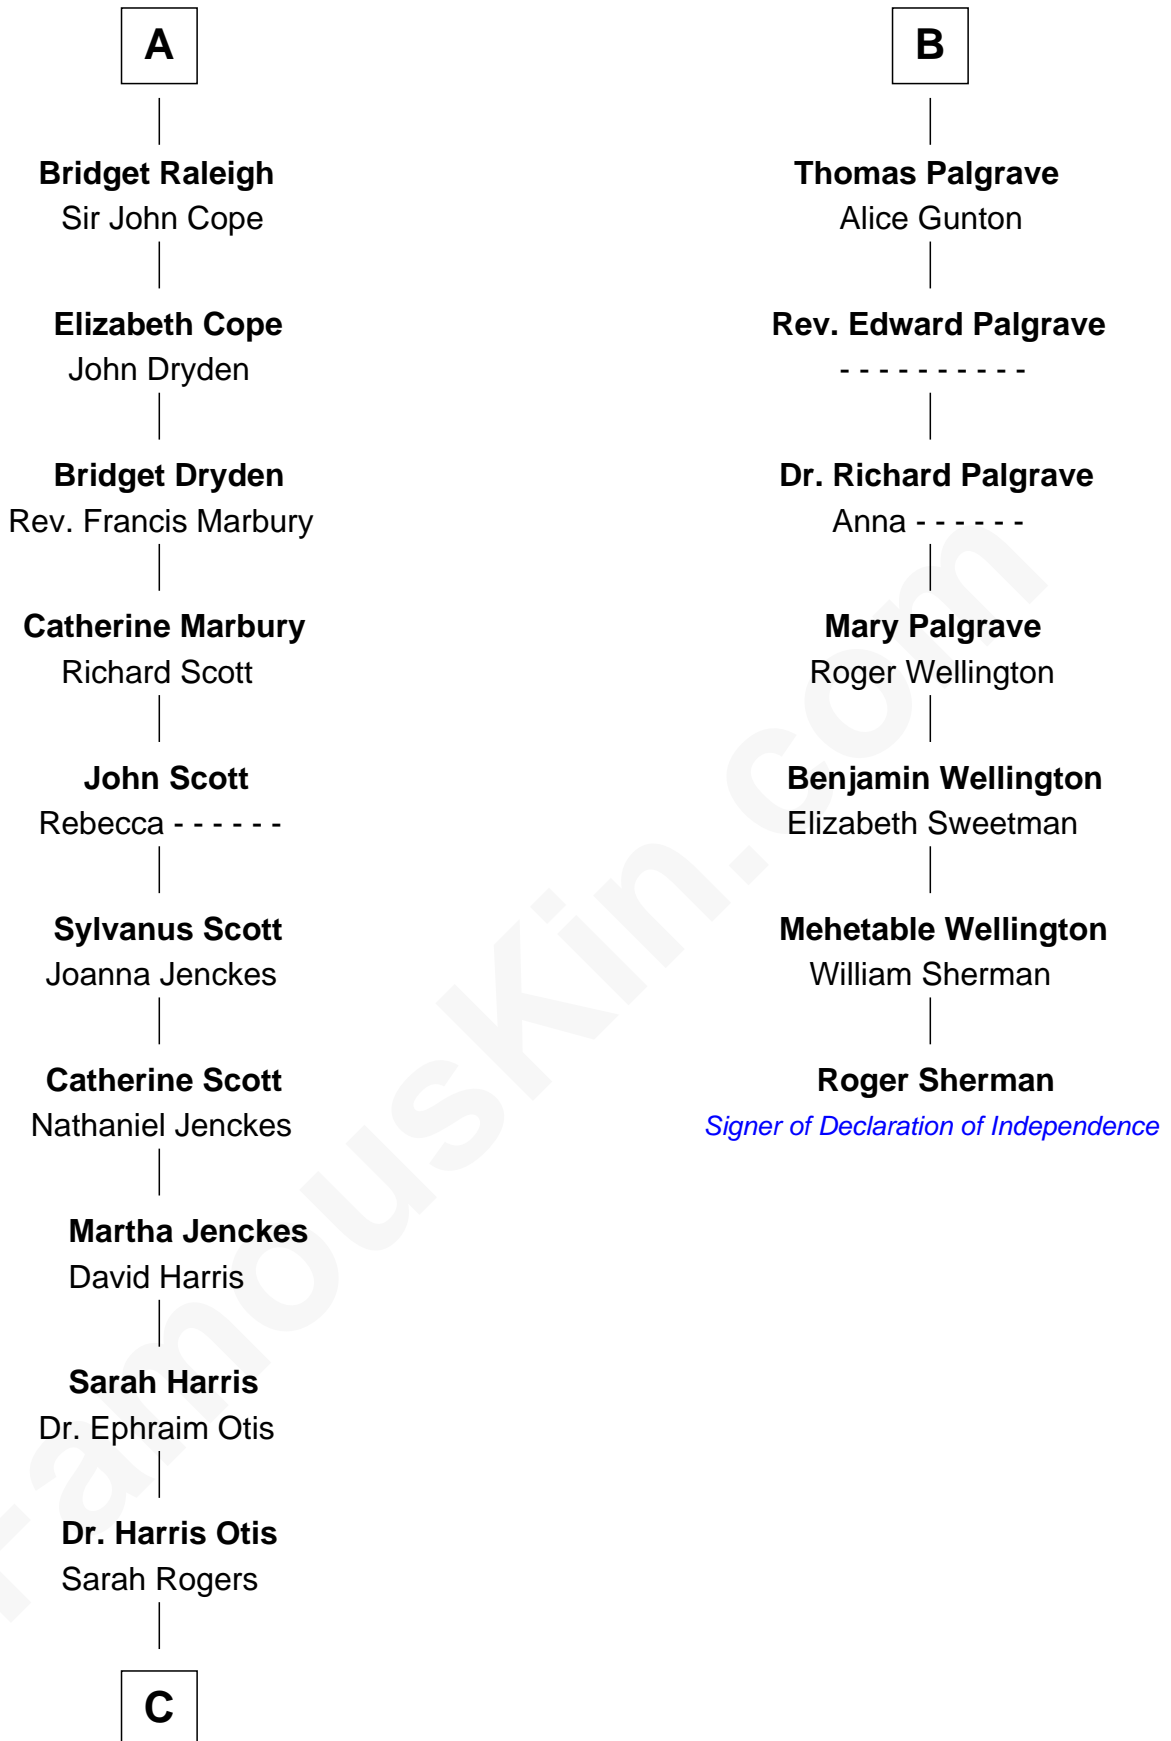 A
Bridget Raleigh
Sir John Cope
Elizabeth Cope
John Dryden
Bridget Dryden
Rev. Francis Marbury
Catherine Marbury
Richard Scott
John Scott
Rebecca - - - - - -
Sylvanus Scott
Joanna Jenckes
Catherine Scott
Nathaniel Jenckes
Martha Jenckes
David Harris
Sarah Harris
Dr. Ephraim Otis
Dr. Harris Otis
Sarah Rogers
C
B
Thomas Palgrave
Alice Gunton
Rev. Edward Palgrave
- - - - - - - - - -
Dr. Richard Palgrave
Anna - - - - - -
Mary Palgrave
Roger Wellington
Benjamin Wellington
Elizabeth Sweetman
Mehetable Wellington
William Sherman
Roger Sherman
Signer of Declaration of Independence
FamousKin.com